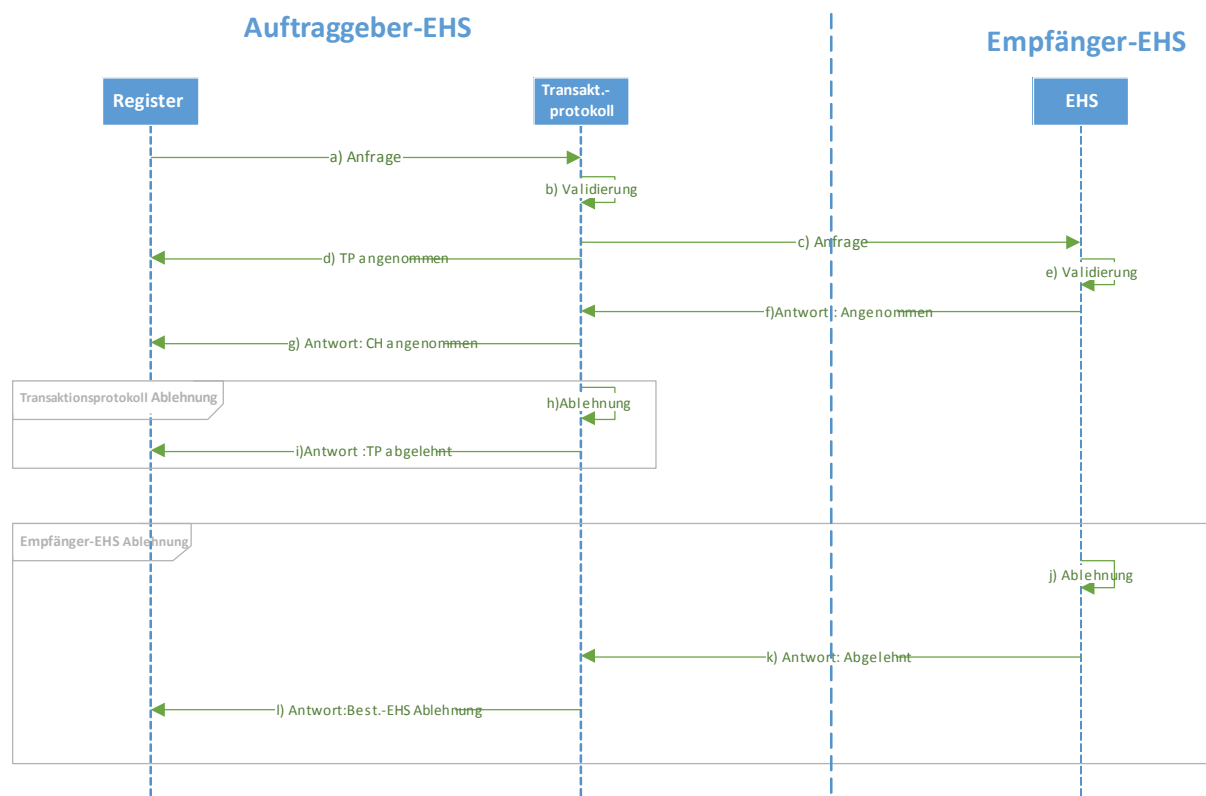 Auftraggeber-EHS
Empfänger-EHS
Register
Transakt.-
protokoll
EHS
a) Anfrage
b) Validierung
c) Anfrage
d) TP angenommen
e) Validierung
f)Antwort : Angenommen
g) Antwort: CH angenommen
Transaktionsprotokoll Ablehnung
h)Ablehnung
i)Antwort :TP abgelehnt
Empfänger-EHS Ablehnung
j) Ablehnung
k) Antwort: Abgelehnt
l) Antwort:Best.-EHS Ablehnung